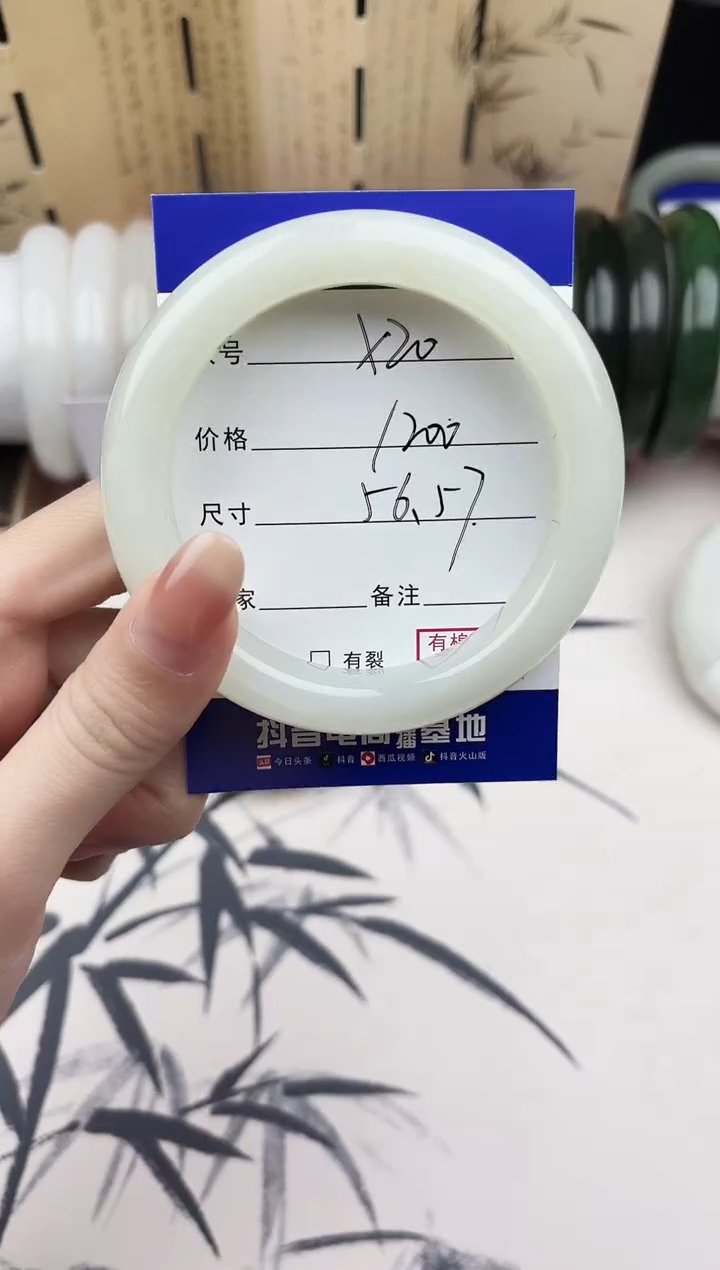 号 X20
价格 1200
尺寸 56.57
家 备注
有裂 有棉
抖音电商直播基地
今日头条 抖音 西瓜视频 抖音火山版